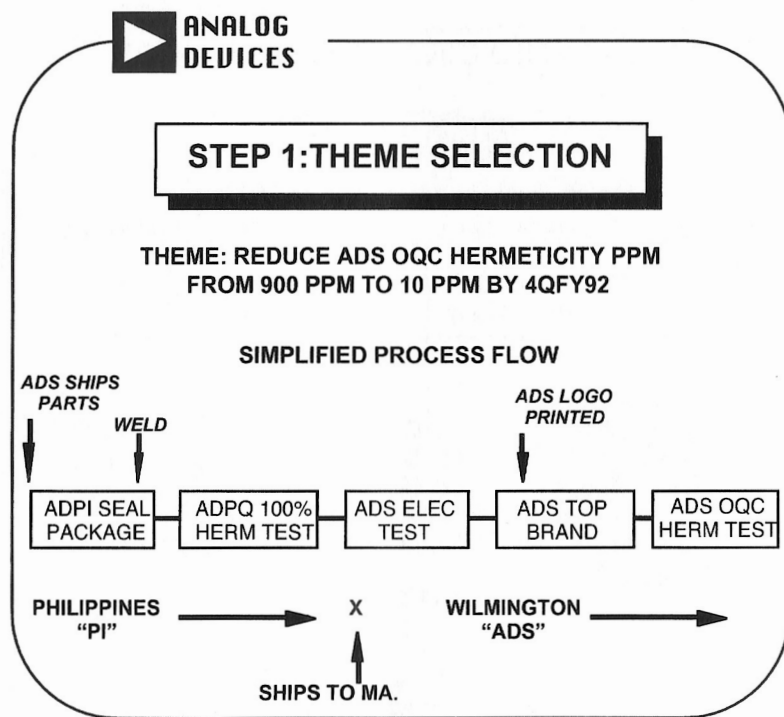 ANALOG
DEVICES
STEP 1:THEME SELECTION
THEME: REDUCE ADS OQC HERMETICITY PPM
FROM 900 PPM TO 10 PPM BY 4QFY92
SIMPLIFIED PROCESS FLOW
ADS SHIPS
PARTS
WELD
ADS LOGO
PRINTED
ADPI SEAL
PACKAGE
ADPQ 100%
HERM TEST
ADS ELEC
TEST
ADS TOP
BRAND
ADS OQC
HERM TEST
PHILIPPINES
“PI”
X
WILMINGTON
“ADS”
SHIPS TO MA.